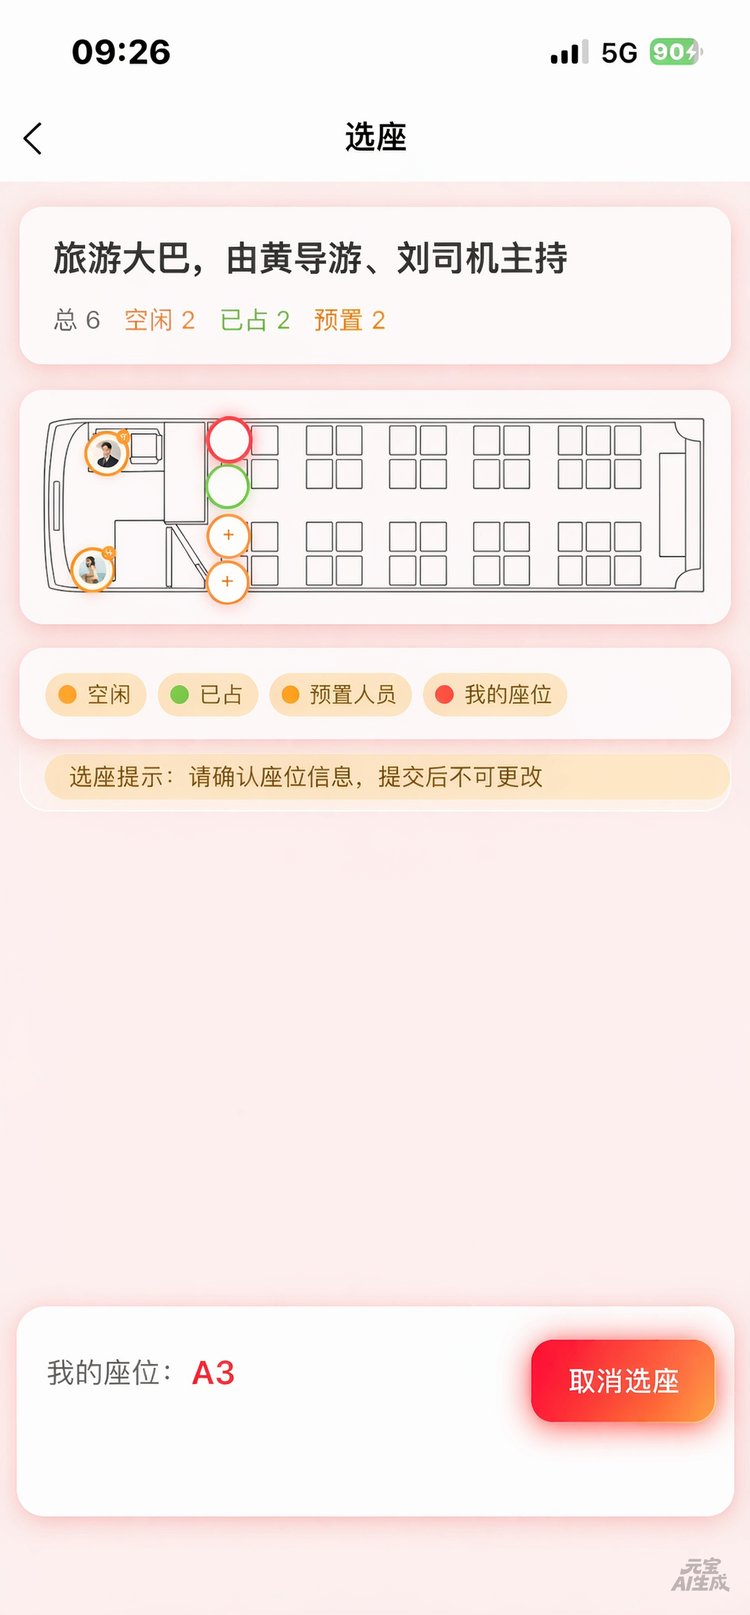 09:26 5G 90
选座
旅游大巴，由黄导游、刘司机主持
总 6 空闲 2 已占 2 预置 2
+
+
空闲 已占 预置人员 我的座位
选座提示：请确认座位信息，提交后不可更改
我的座位：A3
取消选座
元宝
AI生成